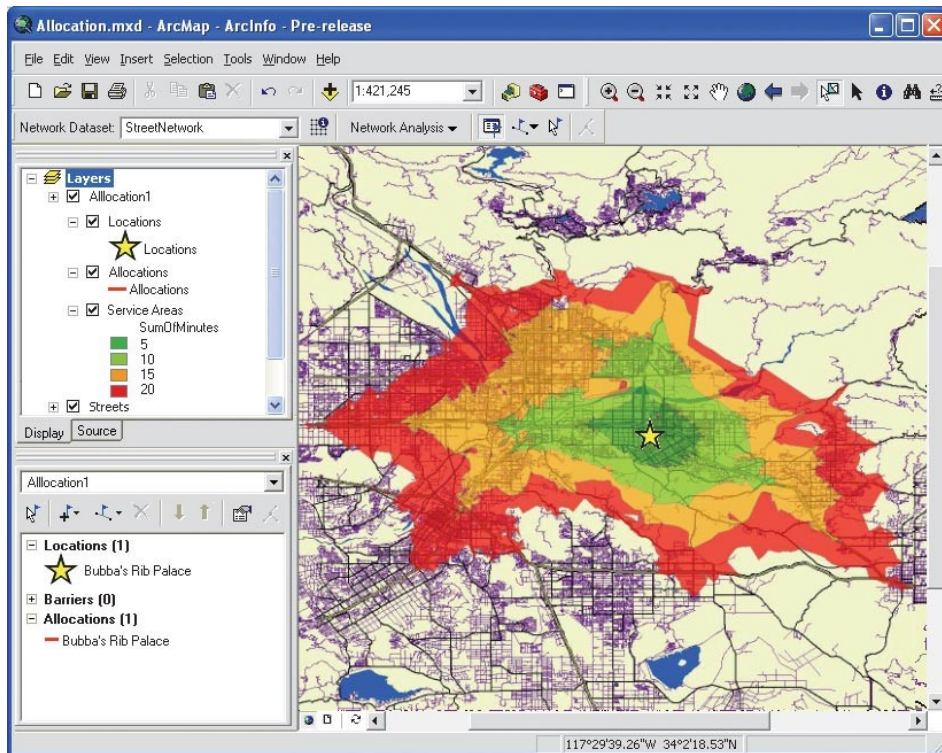 Allocation.mxd - ArcMap - ArcInfo - Pre-release
File Edit View Insert Selection Tools Window Help
1:421,245
Network Dataset: StreetNetwork Network Analysis
Layers
Alllocation1
Locations
Locations
Allocations
Allocations
Service Areas
SumOfMinutes
5
10
15
20
Streets
Display Source
Alllocation1
Locations (1)
Bubba's Rib Palace
Barriers (0)
Allocations (1)
Bubba's Rib Palace
117°29'39.26"W 34°2'18.53"N